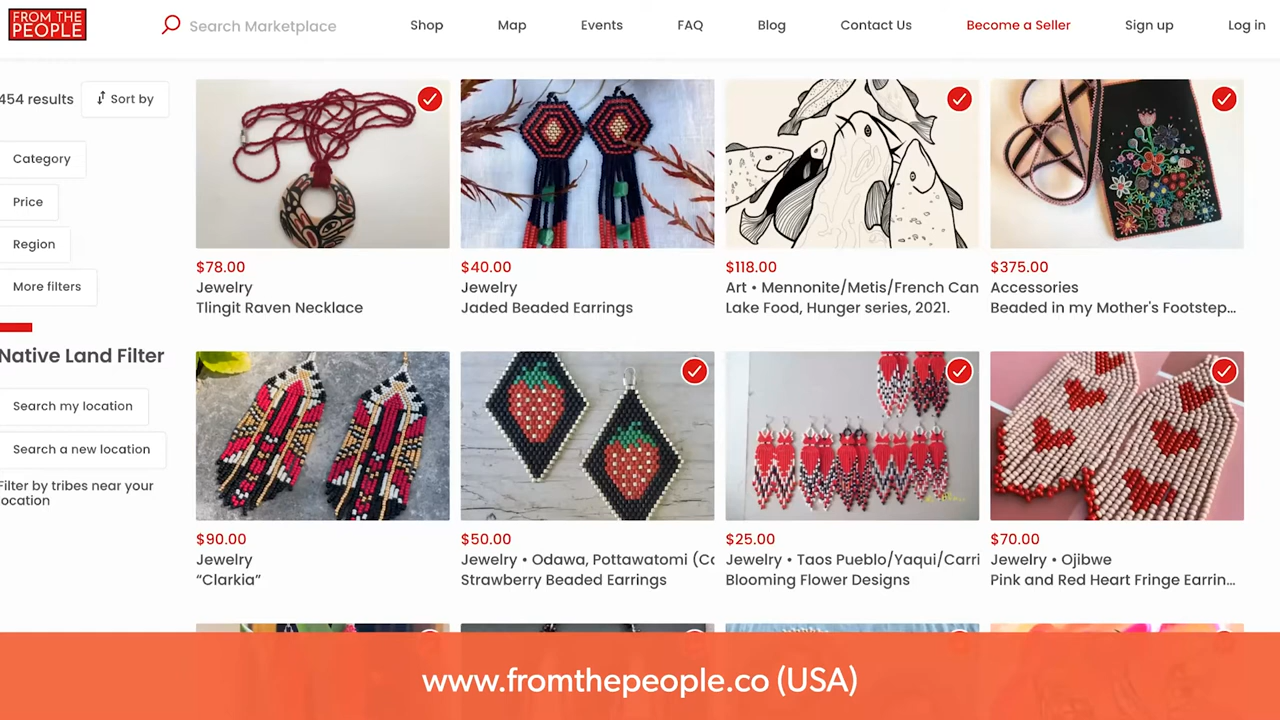 FROM THE
PEOPLE
Search Marketplace
Shop
Map
Events
FAQ
Blog
Contact Us
Become a Seller
Sign up
Log in
454 results
Sort by
Category
Price
Region
More filters
Native Land Filter
Search my location
Search a new location
Filter by tribes near your
location
$78.00
Jewelry
Tlingit Raven Necklace
$40.00
Jewelry
Jaded Beaded Earrings
$118.00
Art • Mennonite/Metis/French Can
Lake Food, Hunger series, 2021.
$375.00
Accessories
Beaded in my Mother's Footstep...
$90.00
Jewelry
“Clarkia”
$50.00
Jewelry • Odawa, Pottawatomi (Co
Strawberry Beaded Earrings
$25.00
Jewelry • Taos Pueblo/Yaqui/Carri
Blooming Flower Designs
$70.00
Jewelry • Ojibwe
Pink and Red Heart Fringe Earrin...
www.fromthepeople.co (USA)